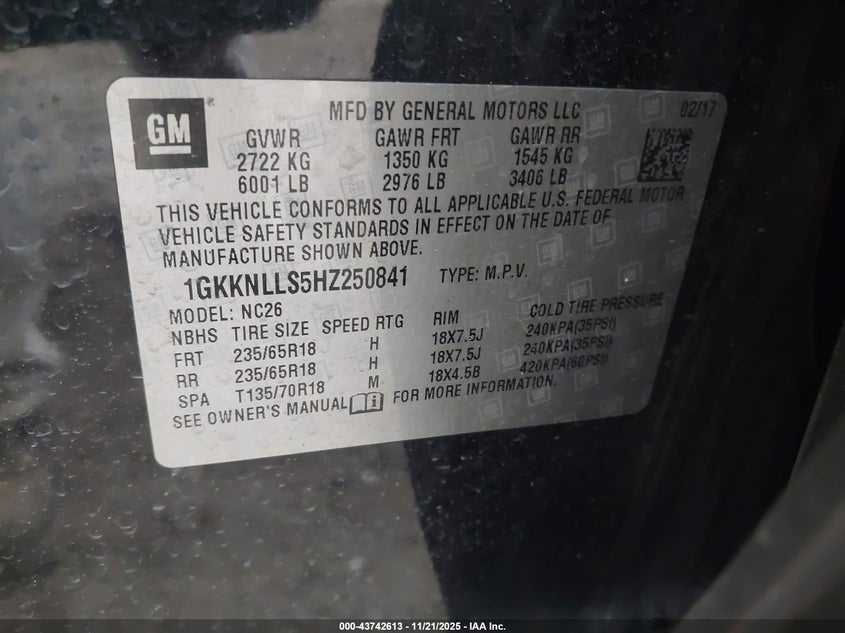 GM ® MFD BY GENERAL MOTORS LLC 02/17
GVWR GAWR FRT GAWR RR
2722 KG 1350 KG 1545 KG
6001 LB 2976 LB 3406 LB
THIS VEHICLE CONFORMS TO ALL APPLICABLE U.S. FEDERAL MOTOR
VEHICLE SAFETY STANDARDS IN EFFECT ON THE DATE OF
MANUFACTURE SHOWN ABOVE.
1GKKNLLS5HZ250841 TYPE: M.P.V.
MODEL: NC26
NBHS TIRE SIZE SPEED RTG RIM COLD TIRE PRESSURE
FRT 235/65R18 H 18X7.5J 240KPA(35PSI)
RR 235/65R18 H 18X7.5J 240KPA(35PSI)
SPA T135/70R18 M 18X4.5B 420KPA(60PSI)
SEE OWNER'S MANUAL FOR MORE INFORMATION.
000-43742613 - 11/21/2025 - IAA Inc.